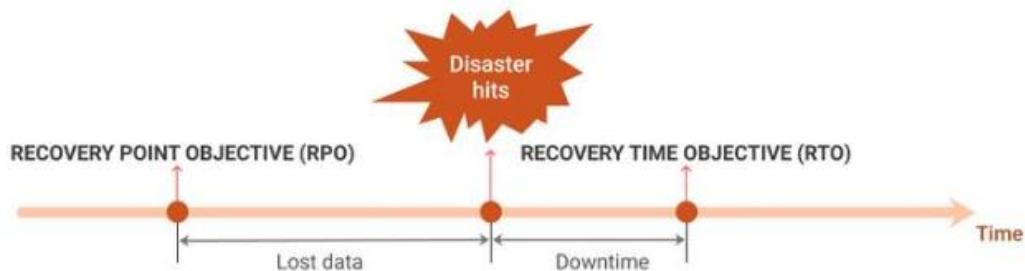 Disaster
hits
RECOVERY POINT OBJECTIVE (RPO)
RECOVERY TIME OBJECTIVE (RTO)
Time
Lost data
Downtime